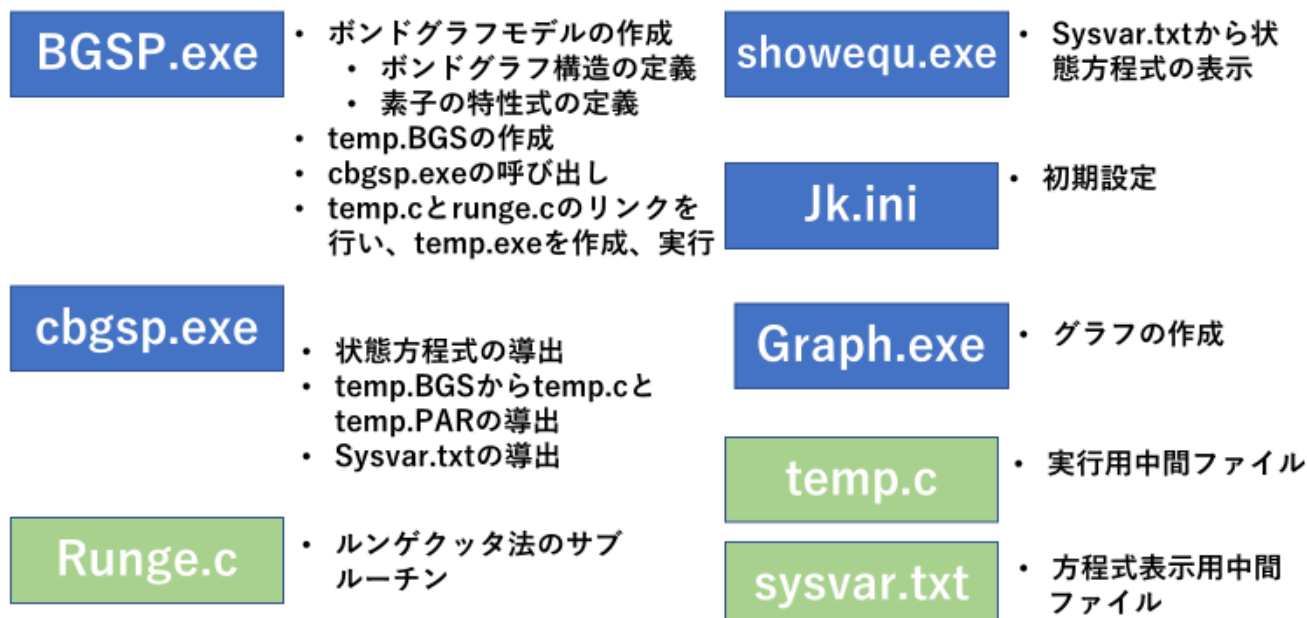 BGSP.exe
• ボンドグラフモデルの作成
• ボンドグラフ構造の定義
• 素子の特性式の定義
• temp.BGSの作成
• cbgsp.exeの呼び出し
• temp.cとrunge.cのリンクを
行い、temp.exeを作成、実行
cbgsp.exe
• 状態方程式の導出
• temp.BGSからtemp.cと
temp.PARの導出
• Sysvar.txtの導出
Runge.c
• ルンゲクッタ法のサブ
ルーチン
showequ.exe
• Sysvar.txtから状
態方程式の表示
Jk.ini
• 初期設定
Graph.exe
• グラフの作成
temp.c
• 実行用中間ファイル
sysvar.txt
• 方程式表示用中間
ファイル